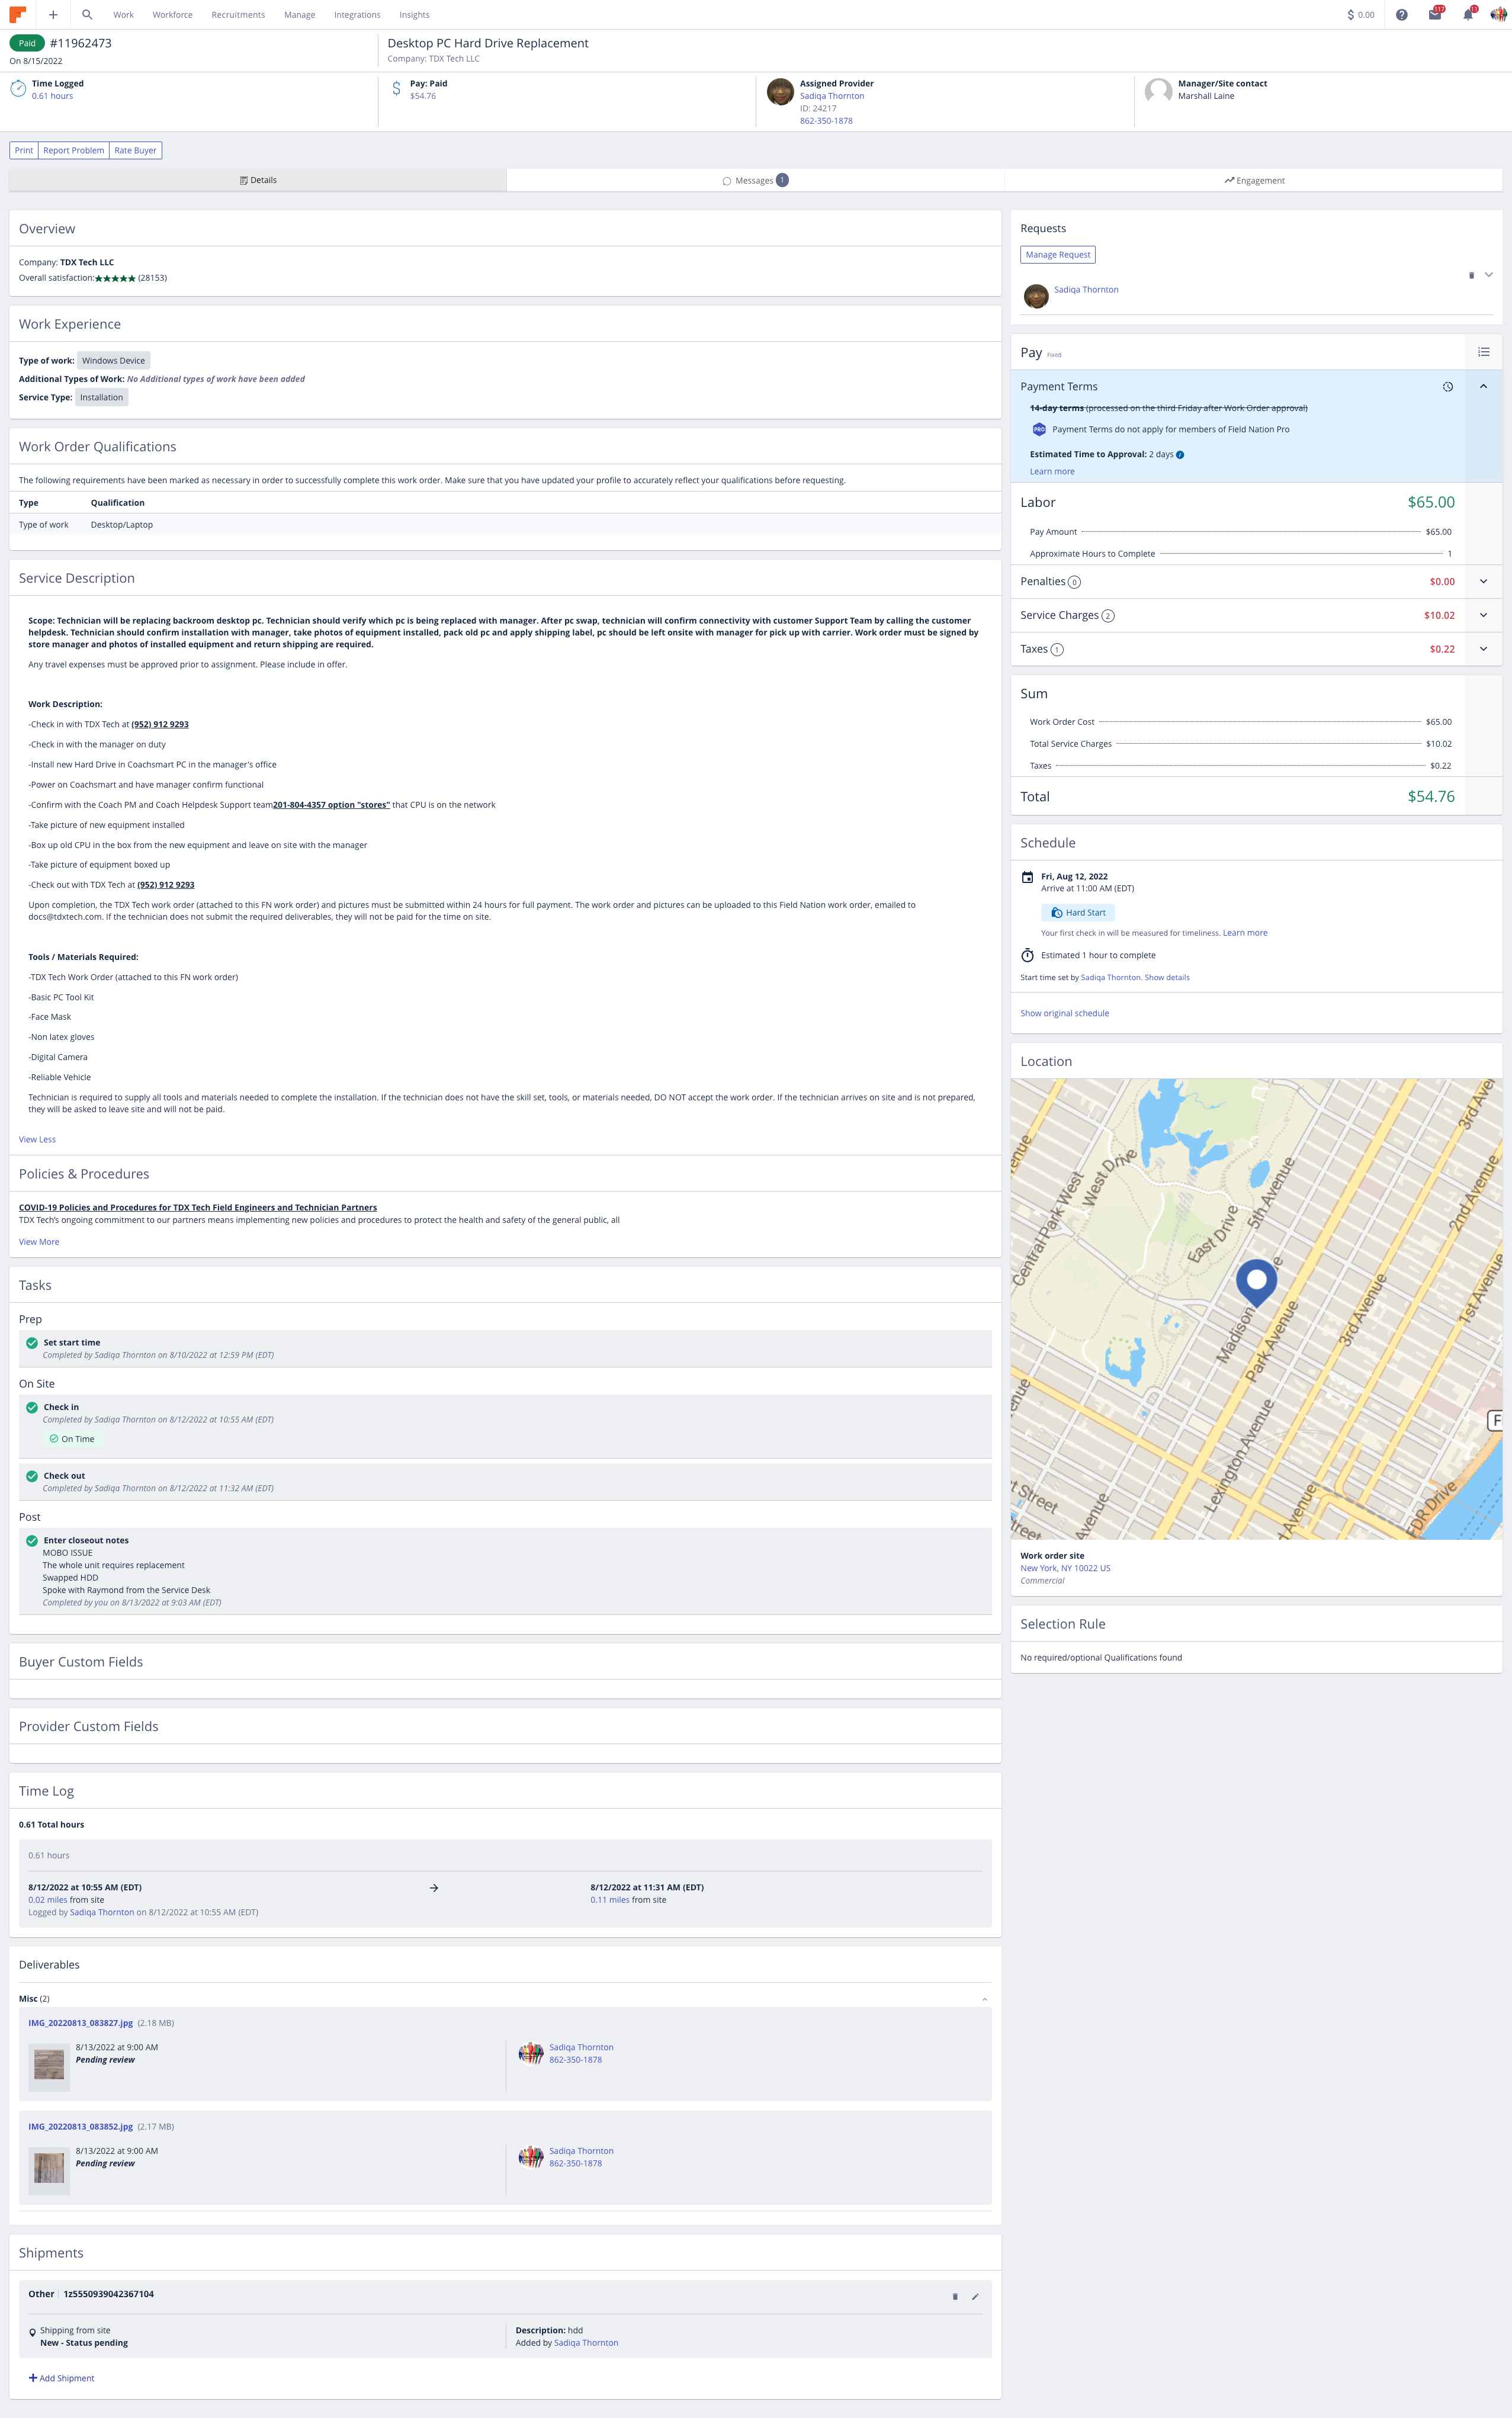 Work Workforce Recruitments Manage Integrations Insights
$ 0.00 117 11
Paid #11962473
On 8/15/2022
Desktop PC Hard Drive Replacement
Company: TDX Tech LLC
Time Logged
0.61 hours
Pay: Paid
$54.76
Assigned Provider
Sadiqa Thornton
ID: 24217
862-350-1878
Manager/Site contact
Marshall Laine
Print Report Problem Rate Buyer
Details
Messages 1
Engagement
Overview
Company: TDX Tech LLC
Overall satisfaction:★★★★★ (28153)
Work Experience
Type of work: Windows Device
Additional Types of Work: No Additional types of work have been added
Service Type: Installation
Work Order Qualifications
The following requirements have been marked as necessary in order to successfully complete this work order. Make sure that you have updated your profile to accurately reflect your qualifications before requesting.
Type Qualification
Type of work Desktop/Laptop
Service Description
Scope: Technician will be replacing backroom desktop pc. Technician should verify which pc is being replaced with manager. After pc swap, technician will confirm connectivity with customer Support Team by calling the customer
helpdesk. Technician should confirm installation with manager, take photos of equipment installed, pack old pc and apply shipping label, pc should be left onsite with manager for pick up with carrier. Work order must be signed by
store manager and photos of installed equipment and return shipping are required.
Any travel expenses must be approved prior to assignment. Please include in offer.
Work Description:
-Check in with TDX Tech at (952) 912 9293
-Check in with the manager on duty
-Install new Hard Drive in Coachsmart PC in the manager's office
-Power on Coachsmart and have manager confirm functional
-Confirm with the Coach PM and Coach Helpdesk Support team201-804-4357 option "stores" that CPU is on the network
-Take picture of new equipment installed
-Box up old CPU in the box from the new equipment and leave on site with the manager
-Take picture of equipment boxed up
-Check out with TDX Tech at (952) 912 9293
Upon completion, the TDX Tech work order (attached to this FN work order) and pictures must be submitted within 24 hours for full payment. The work order and pictures can be uploaded to this Field Nation work order, emailed to
docs@tdxtech.com. If the technician does not submit the required deliverables, they will not be paid for the time on site.
Tools / Materials Required:
-TDX Tech Work Order (attached to this FN work order)
-Basic PC Tool Kit
-Face Mask
-Non latex gloves
-Digital Camera
-Reliable Vehicle
Technician is required to supply all tools and materials needed to complete the installation. If the technician does not have the skill set, tools, or materials needed, DO NOT accept the work order. If the technician arrives on site and is not prepared,
they will be asked to leave site and will not be paid.
View Less
Policies & Procedures
COVID-19 Policies and Procedures for TDX Tech Field Engineers and Technician Partners
TDX Tech's ongoing commitment to our partners means implementing new policies and procedures to protect the health and safety of the general public, all
View More
Tasks
Prep
Set start time
Completed by Sadiqa Thornton on 8/10/2022 at 12:59 PM (EDT)
On Site
Check in
Completed by Sadiqa Thornton on 8/12/2022 at 10:55 AM (EDT)
On Time
Check out
Completed by Sadiqa Thornton on 8/12/2022 at 11:32 AM (EDT)
Post
Enter closeout notes
MOBO ISSUE
The whole unit requires replacement
Swapped HDD
Spoke with Raymond from the Service Desk
Completed by you on 8/13/2022 at 9:03 AM (EDT)
Buyer Custom Fields
Provider Custom Fields
Time Log
0.61 Total hours
0.61 hours
8/12/2022 at 10:55 AM (EDT) → 8/12/2022 at 11:31 AM (EDT)
0.02 miles from site 0.11 miles from site
Logged by Sadiqa Thornton on 8/12/2022 at 10:55 AM (EDT)
Deliverables
Misc (2)
IMG_20220813_083827.jpg (2.18 MB)
8/13/2022 at 9:00 AM
Pending review
Sadiqa Thornton
862-350-1878
IMG_20220813_083852.jpg (2.17 MB)
8/13/2022 at 9:00 AM
Pending review
Sadiqa Thornton
862-350-1878
Shipments
Other 1z5550939042367104
Shipping from site
New - Status pending
Description: hdd
Added by Sadiqa Thornton
Add Shipment
Requests
Manage Request
Sadiqa Thornton
Pay Fixed
Payment Terms
14-day terms (processed on the third Friday after Work Order approval)
PRO Payment Terms do not apply for members of Field Nation Pro
Estimated Time to Approval: 2 days
Learn more
Labor $65.00
Pay Amount $65.00
Approximate Hours to Complete 1
Penalties 0 $0.00
Service Charges 2 $10.02
Taxes 1 $0.22
Sum
Work Order Cost $65.00
Total Service Charges $10.02
Taxes $0.22
Total $54.76
Schedule
Fri, Aug 12, 2022
Arrive at 11:00 AM (EDT)
Hard Start
Your first check in will be measured for timeliness. Learn more
Estimated 1 hour to complete
Start time set by Sadiqa Thornton. Show details
Show original schedule
Location
3rd Aven
enue
West Drive
Central Park West
5th Avenue
2nd Avenue
East Drive
Madison
Park Avenue
3rd Avenue
1st Avenue
Lexington Avenue
F
t Street
treet
Avenue
d Avenue
FDR Drive
Work order site
New York, NY 10022 US
Commercial
Selection Rule
No required/optional Qualifications found